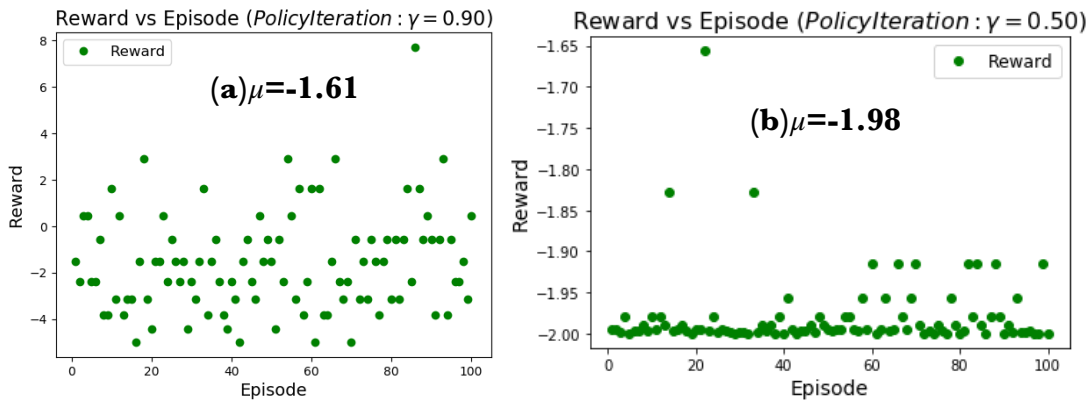 Reward vs Episode (PolicyIteration : γ = 0.90)
Reward
(a)μ=-1.61
8
6
4
2
0
−2
−4
Reward
0 20 40 60 80 100
Episode
Reward vs Episode (PolicyIteration : γ = 0.50)
Reward
(b)μ=-1.98
−1.65
−1.70
−1.75
−1.80
−1.85
−1.90
−1.95
−2.00
Reward
0 20 40 60 80 100
Episode